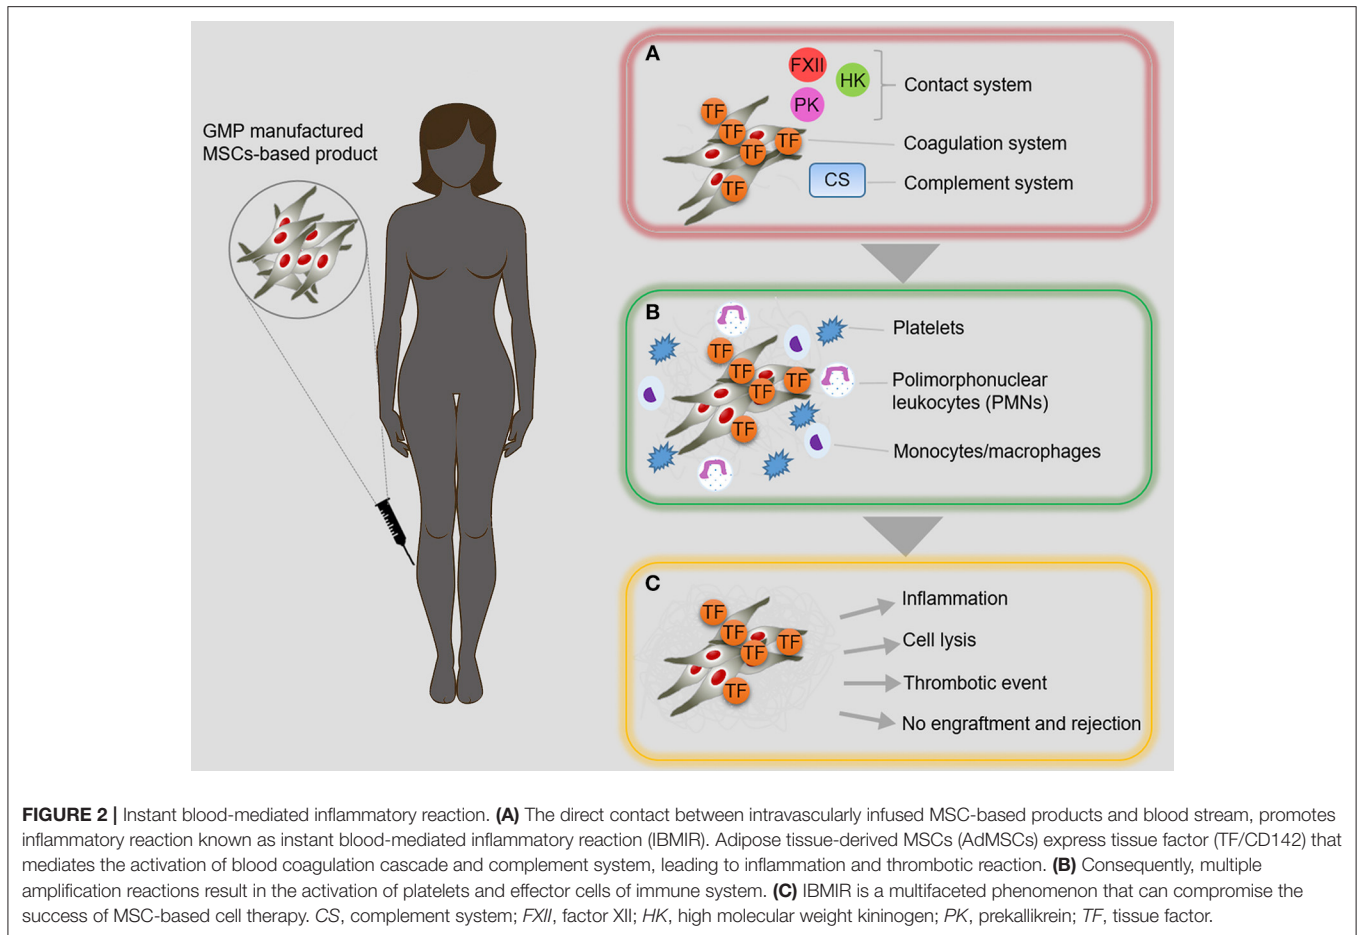 GMP manufactured
MSCs-based product
A
FXII
HK
PK
Contact system
TF
TF
TF
TF
TF
Coagulation system
CS
Complement system
B
Platelets
TF
TF
TF
TF
TF
Polimorphonuclear
leukocytes (PMNs)
Monocytes/macrophages
C
TF
TF
TF
TF
TF
Inflammation
Cell lysis
Thrombotic event
No engraftment and rejection
FIGURE 2 | Instant blood-mediated inflammatory reaction. (A) The direct contact between intravascularly infused MSC-based products and blood stream, promotes
inflammatory reaction known as instant blood-mediated inflammatory reaction (IBMIR). Adipose tissue-derived MSCs (AdMSCs) express tissue factor (TF/CD142) that
mediates the activation of blood coagulation cascade and complement system, leading to inflammation and thrombotic reaction. (B) Consequently, multiple
amplification reactions result in the activation of platelets and effector cells of immune system. (C) IBMIR is a multifaceted phenomenon that can compromise the
success of MSC-based cell therapy. CS, complement system; FXII, factor XII; HK, high molecular weight kininogen; PK, prekallikrein; TF, tissue factor.